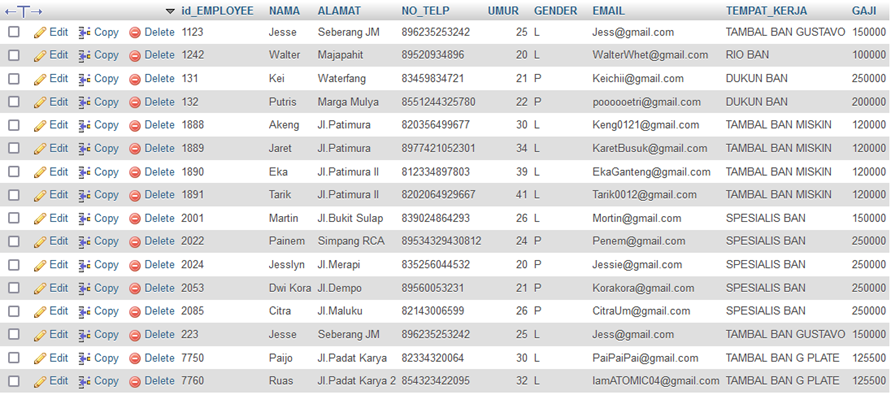 ←T→ id_EMPLOYEE NAMA ALAMAT NO_TELP UMUR GENDER EMAIL TEMPAT_KERJA GAJI
Edit Copy Delete 1123 Jesse Seberang JM 896235253242 25 L Jess@gmail.com TAMBAL BAN GUSTAVO 150000
Edit Copy Delete 1242 Walter Majapahit 89520934896 20 L WalterWhet@gmail.com RIO BAN 100000
Edit Copy Delete 131 Kei Waterfang 83459834721 21 P Keichii@gmail.com DUKUN BAN 250000
Edit Copy Delete 132 Putris Marga Mulya 8551244325780 22 P poooooetri@gmail.com DUKUN BAN 200000
Edit Copy Delete 1888 Akeng Jl.Patimura 820356499677 30 L Keng0121@gmail.com TAMBAL BAN MISKIN 120000
Edit Copy Delete 1889 Jaret Jl.Patimura 8977421052301 34 L KaretBusuk@gmail.com TAMBAL BAN MISKIN 120000
Edit Copy Delete 1890 Eka Jl.Patimura II 812334897803 39 L EkaGanteng@gmail.com TAMBAL BAN MISKIN 120000
Edit Copy Delete 1891 Tarik Jl.Patimura II 8202064929667 41 L Tarik0012@gmail.com TAMBAL BAN MISKIN 120000
Edit Copy Delete 2001 Martin Jl.Bukit Sulap 839024864293 26 L Mortin@gmail.com SPESIALIS BAN 150000
Edit Copy Delete 2022 Painem Simpang RCA 89534329430812 24 P Penem@gmail.com SPESIALIS BAN 250000
Edit Copy Delete 2024 Jesslyn Jl.Merapi 835256044532 20 P Jessie@gmail.com SPESIALIS BAN 250000
Edit Copy Delete 2053 Dwi Kora Jl.Dempo 89560053231 21 P Korakora@gmail.com SPESIALIS BAN 250000
Edit Copy Delete 2085 Citra Jl.Maluku 82143006599 26 P CitraUm@gmail.com SPESIALIS BAN 250000
Edit Copy Delete 223 Jesse Seberang JM 896235253242 25 L Jess@gmail.com TAMBAL BAN GUSTAVO 150000
Edit Copy Delete 7750 Paijo Jl.Padat Karya 82334320064 30 L PaiPaiPai@gmail.com TAMBAL BAN G PLATE 125500
Edit Copy Delete 7760 Ruas Jl.Padat Karya 2 854323422095 32 L IamATOMIC04@gmail.com TAMBAL BAN G PLATE 125500